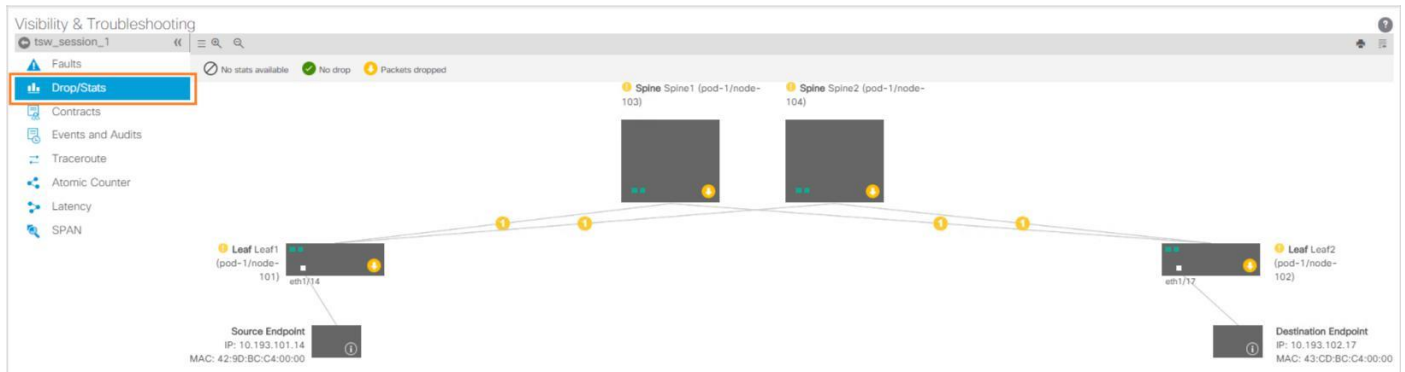 Visibility & Troubleshooting
tsw_session_1
Faults
Drop/Stats
Contracts
Events and Audits
Traceroute
Atomic Counter
Latency
SPAN
No stats available
No drop
Packets dropped
Spine Spine1 (pod-1/node-
103)
Spine Spine2 (pod-1/node-
104)
1
1
1
1
Leaf Leaf1
(pod-1/node-
101)
eth1/14
Leaf Leaf2
(pod-1/node-
102)
eth1/17
Source Endpoint
IP: 10.193.101.14
MAC: 42:9D:BC:C4:00:00
Destination Endpoint
IP: 10.193.102.17
MAC: 43:CD:BC:C4:00:00